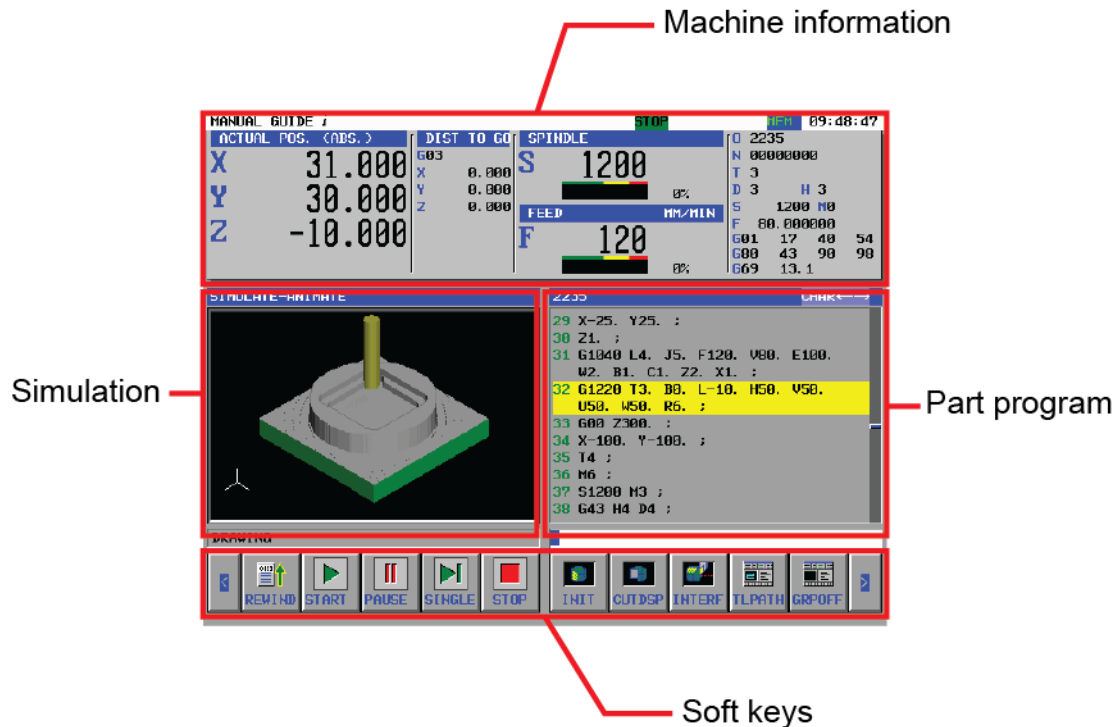 Machine information
MANUAL GUIDE ; STOP MEM 09:48:47
ACTUAL POS. (ABS.) DIST TO GO SPINDLE O 2235
X 31.000 G03 S 1200 N 00000000
X 0.000 T 3
Y 30.000 Y 0.000 0% D 3 H 3
Z -10.000 Z 0.000 FEED MM/MIN S 1200 M0
F 120 F 80.000000
G01 17 40 54
G80 43 90 98
0% G69 13.1
SIMULATE-ANIMATE 2235 CHAR←→
29 X-25. Y25. ;
30 Z1. ;
31 G1040 L4. J5. F120. V80. E100.
W2. B1. C1. Z2. X1. ;
Simulation
32 G1220 T3. B0. L-10. H50. V50.
U50. W50. R6. ;
Part program
33 G00 Z300. ;
34 X-100. Y-100. ;
35 T4 ;
36 M6 ;
37 S1200 M3 ;
38 G43 H4 D4 ;
DRAWING
< REWIND START PAUSE SINGLE STOP INIT CUTDSP INTERF TLPATH GRPOFF >
Soft keys